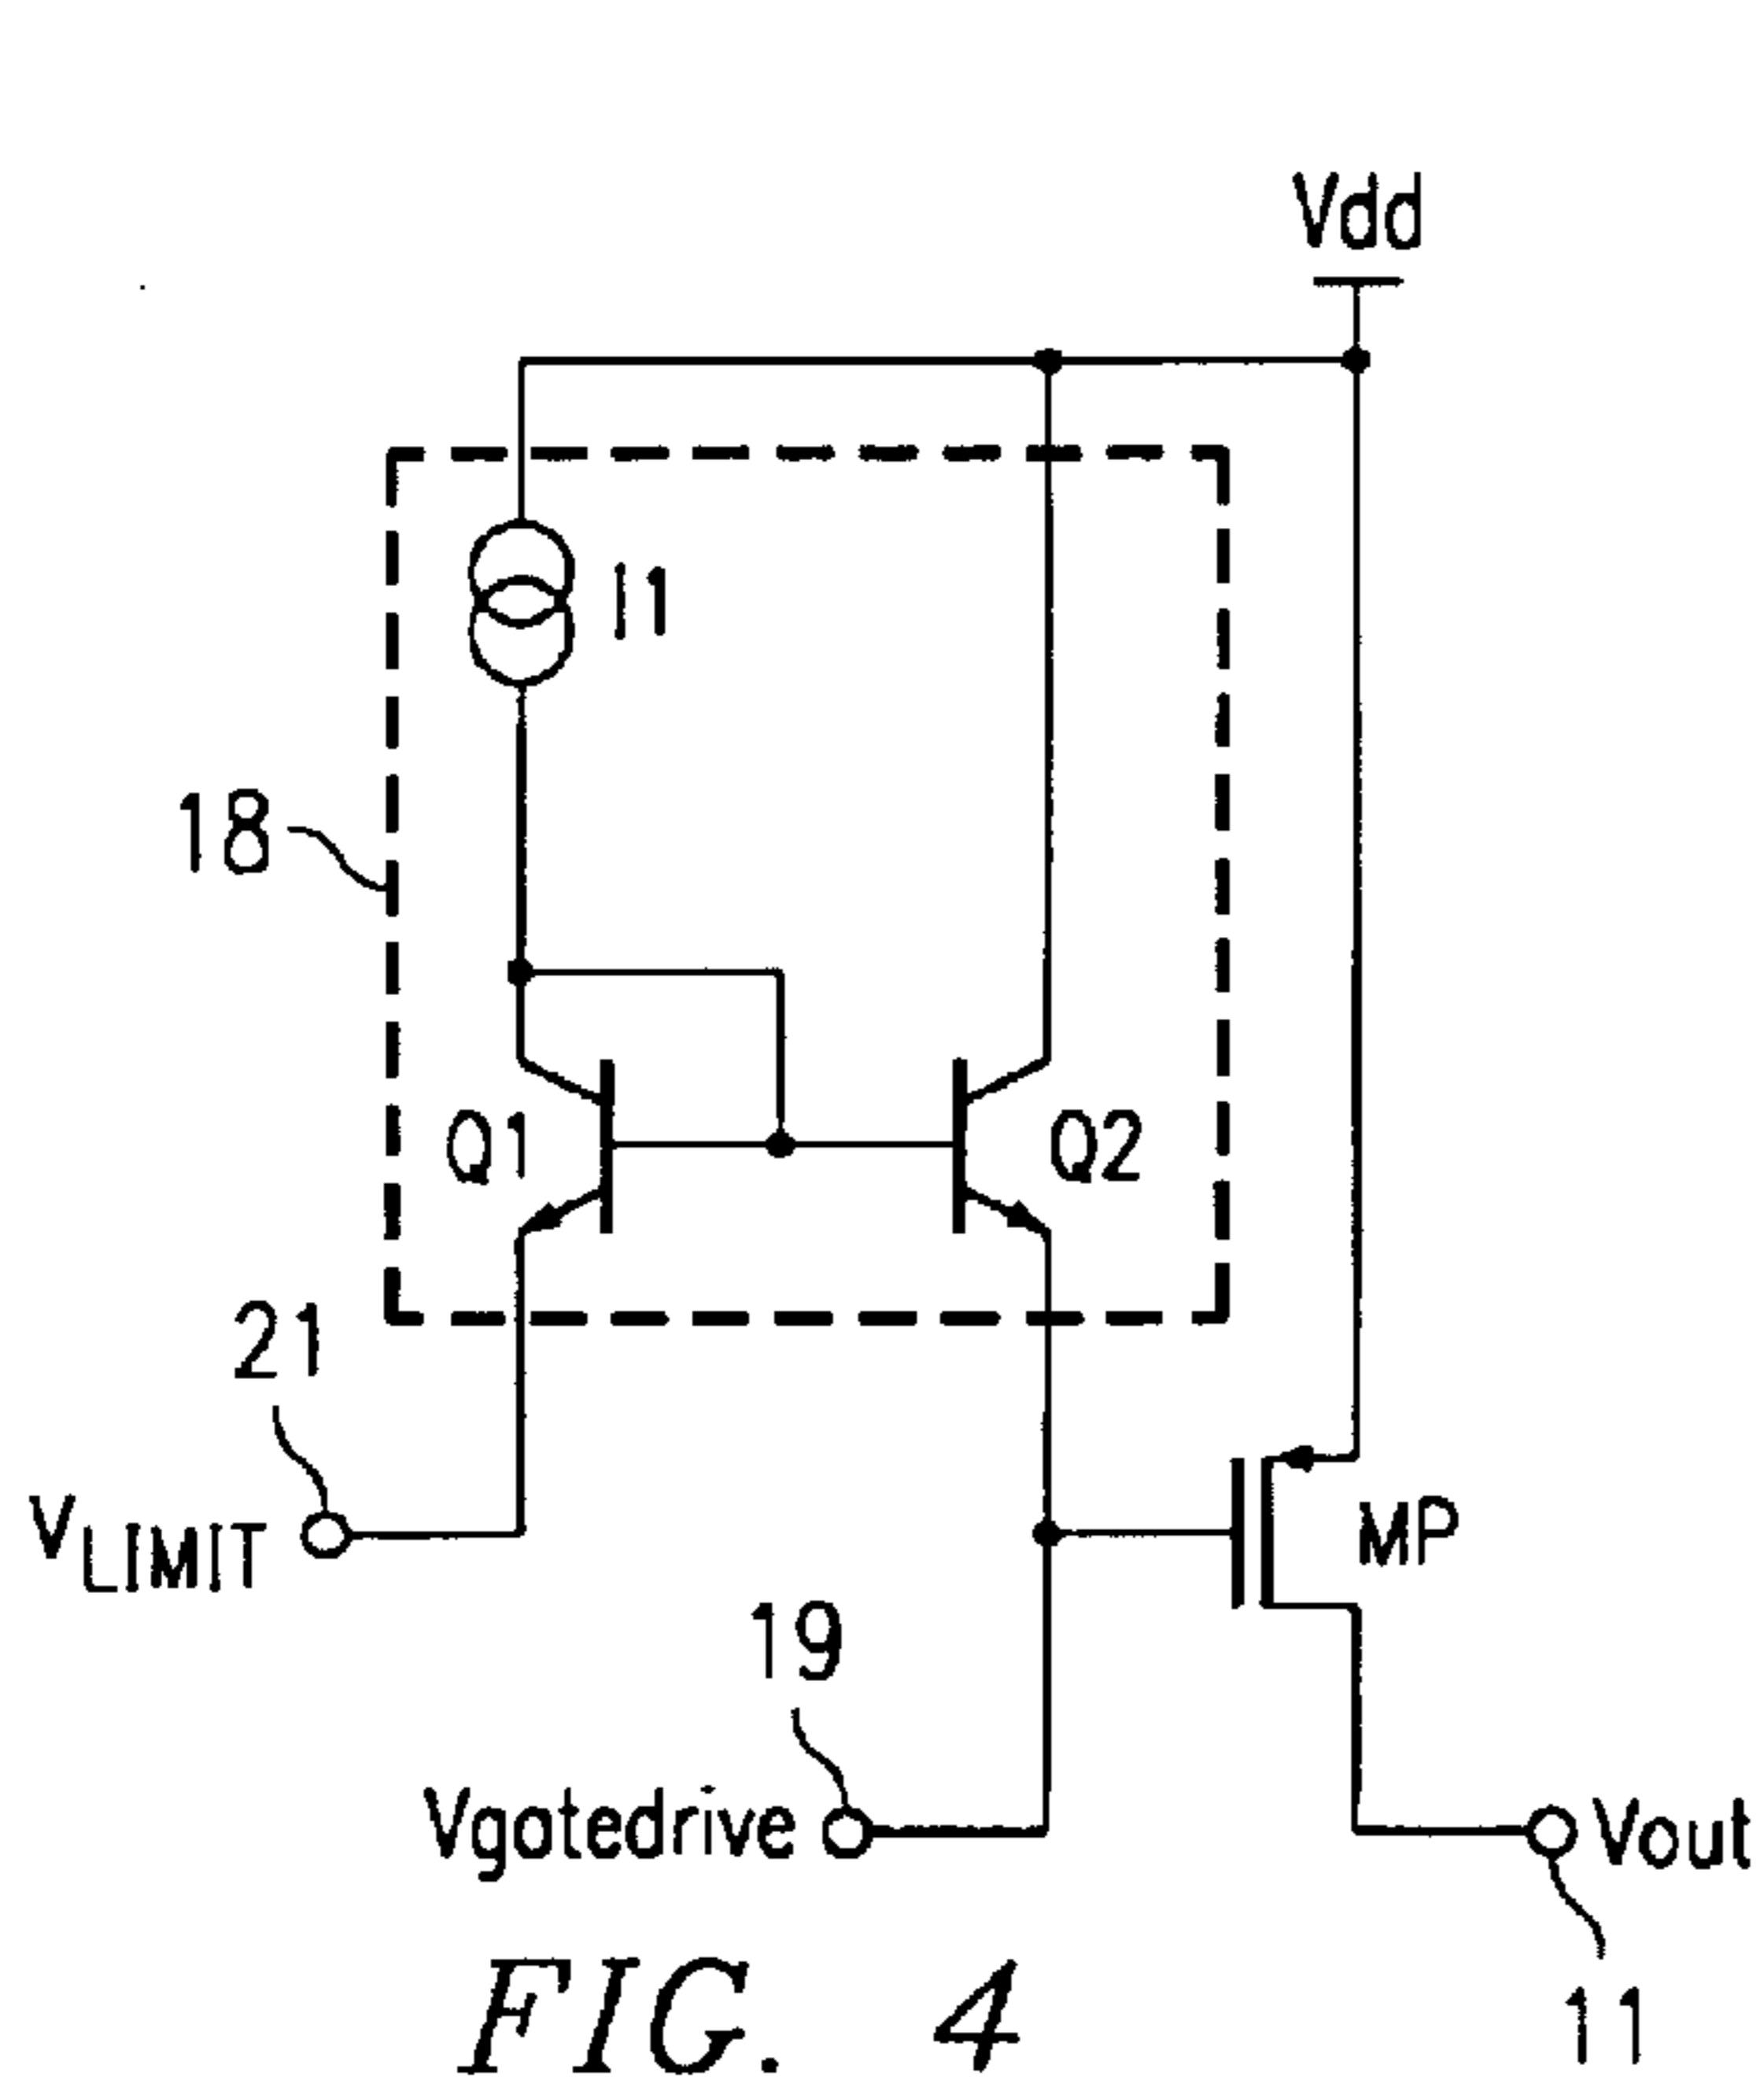 Vdd
I1
18
Q1
Q2
21
VLIMIT
MP
19
Vgotedrive
Vout
11
FIG. 4